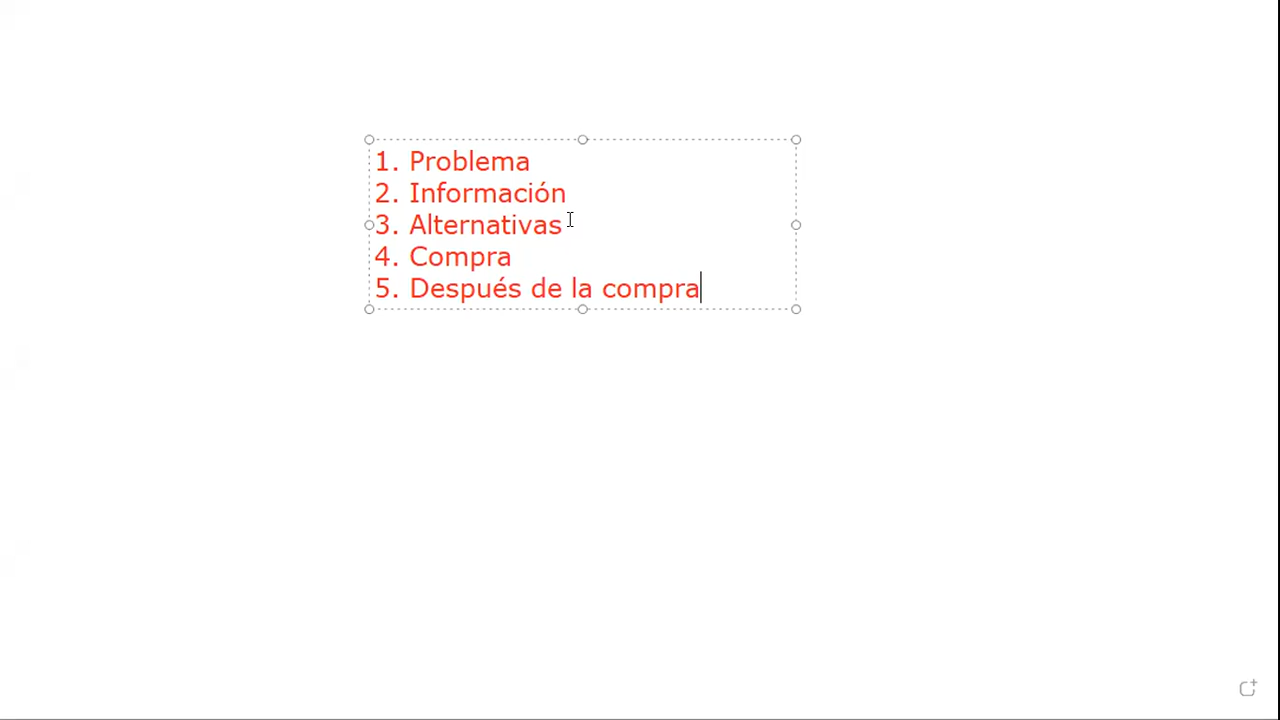 1. Problema
2. Información
3. Alternativas
4. Compra
5. Después de la compra